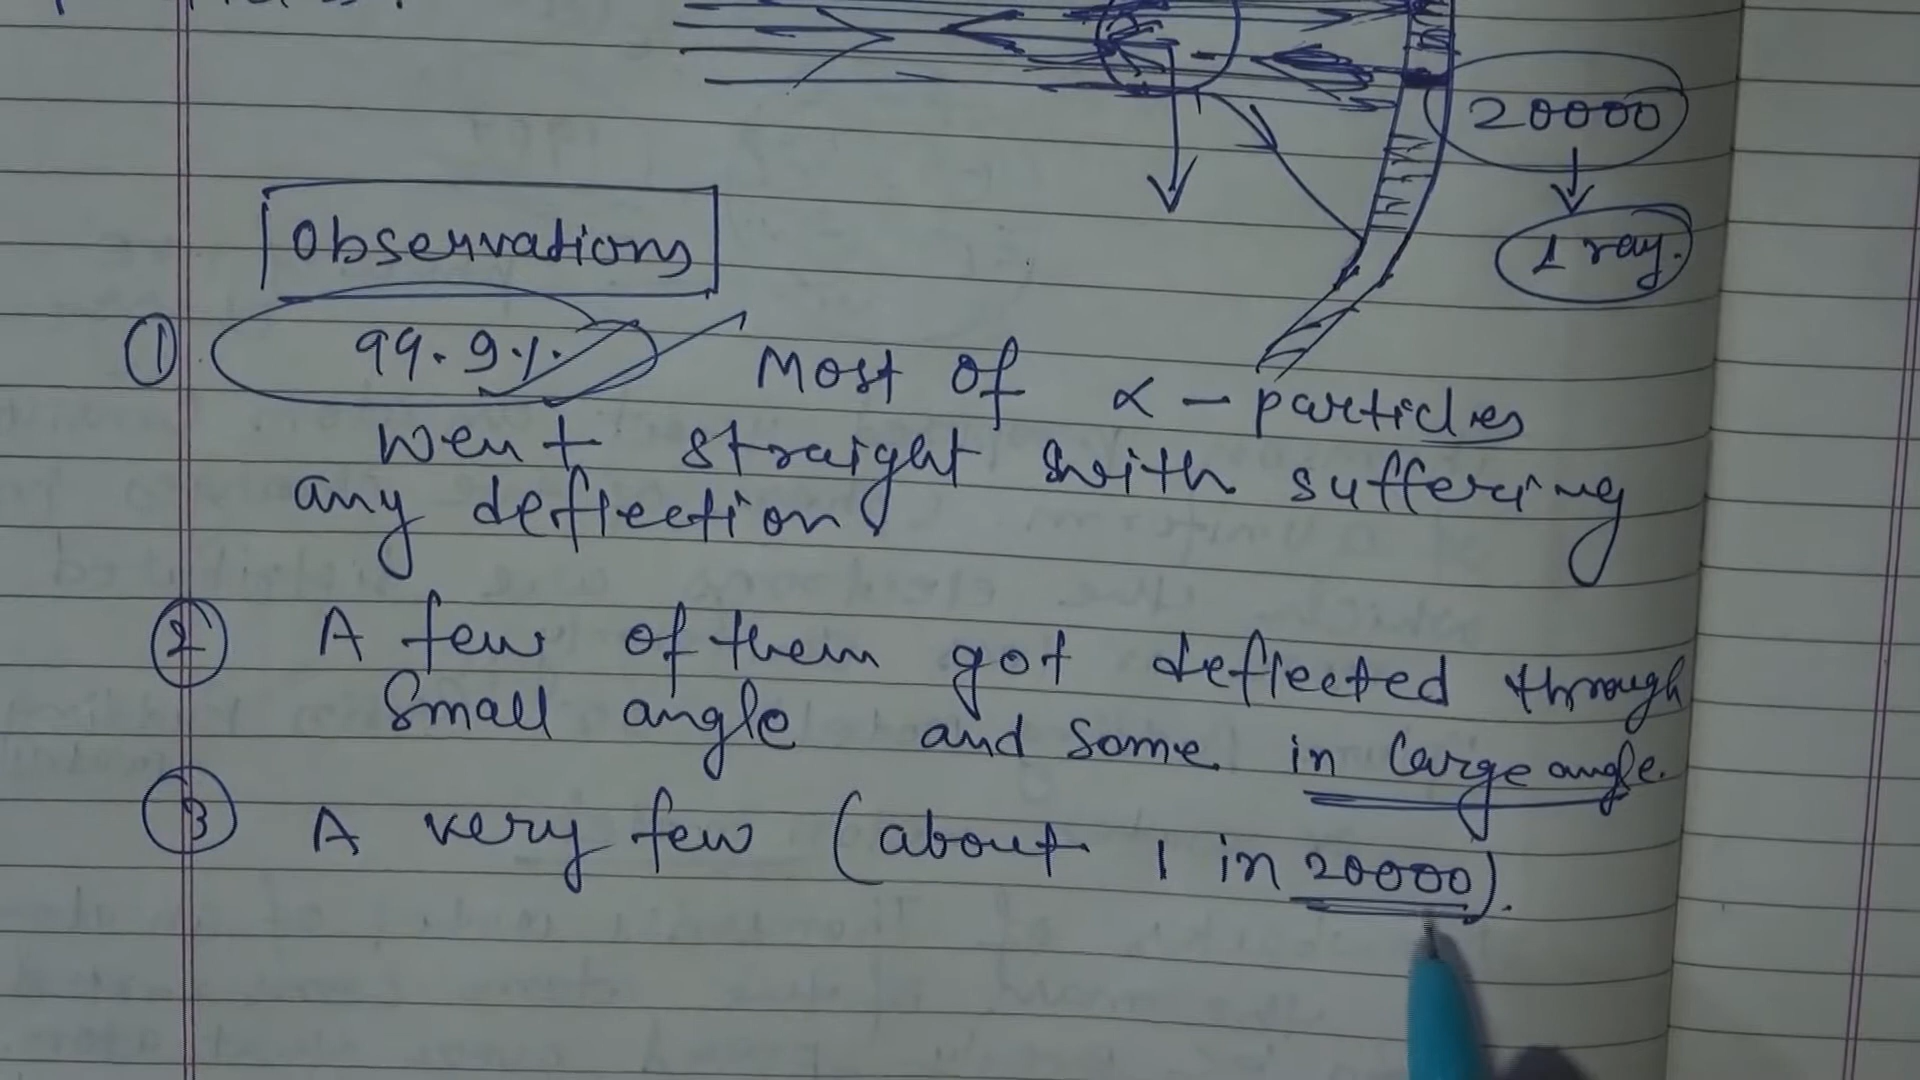 20000
1 ray.
Observations
① 99.9%. Most of α - particles
went straight with suffering
any deflection
② A few of them got deflected through
small angle and some in large angle.
③ A very few (about 1 in 20000).